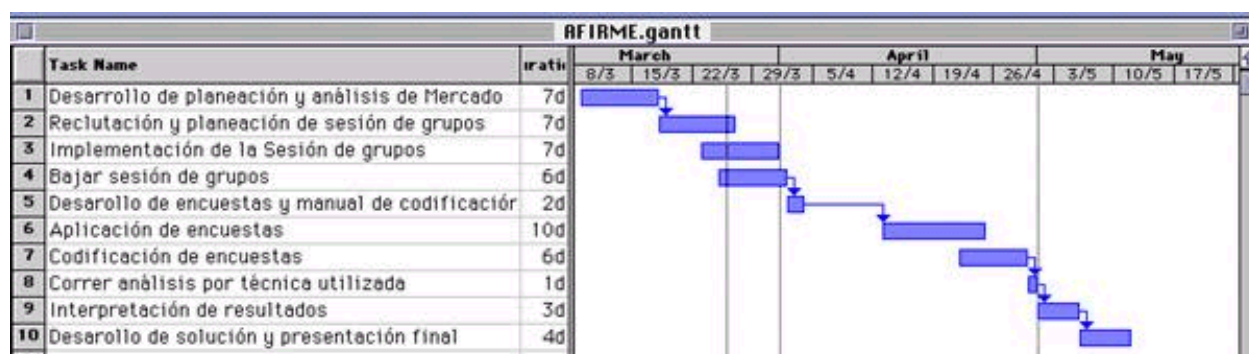 AFIRME.gantt
Task Name
uratio
March April May
8/3 15/3 22/3 29/3 5/4 12/4 19/4 26/4 3/5 10/5 17/5
1 Desarrollo de planeación y análisis de Mercado 7d
2 Reclutación y planeación de sesión de grupos 7d
3 Implementación de la Sesión de grupos 7d
4 Bajar sesión de grupos 6d
5 Desarollo de encuestas y manual de codificación 2d
6 Aplicación de encuestas 10d
7 Codificación de encuestas 6d
8 Correr análisis por técnica utilizada 1d
9 Interpretación de resultados 3d
10 Desarollo de solución y presentación final 4d